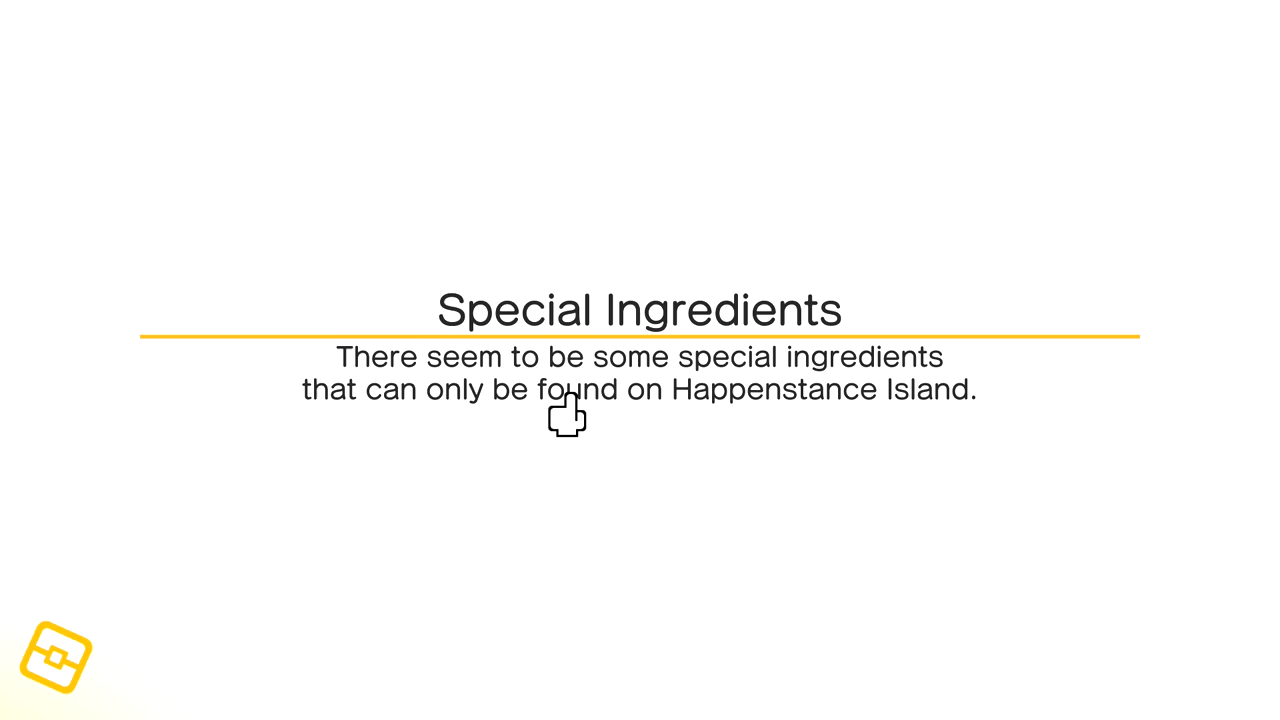 Special Ingredients
There seem to be some special ingredients
that can only be found on Happenstance Island.